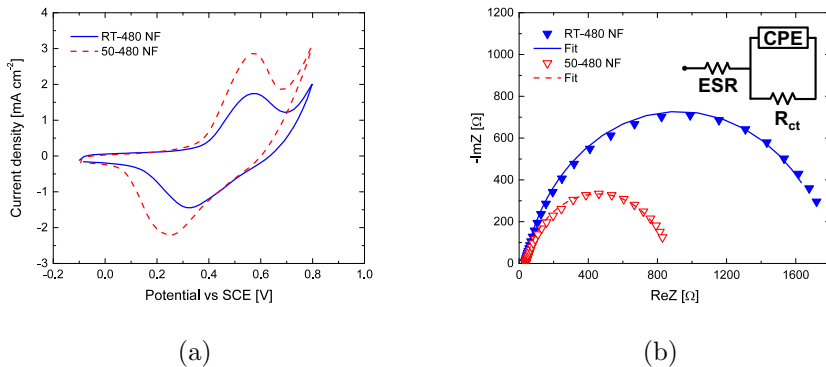 RT-480 NF
50-480 NF
4
3
2
1
0
-1
-2
-3
4
-0.2
0.0
0.2
0.4
0.6
0.8
1.0
Current density [mA cm⁻²]
Potential vs SCE [V]
(a)
RT-480 NF
Fit
50-480 NF
Fit
CPE
ESR
Rct
1200
1000
800
600
400
200
0
0
400
800
1200
1600
-ImZ [Ω]
ReZ [Ω]
(b)